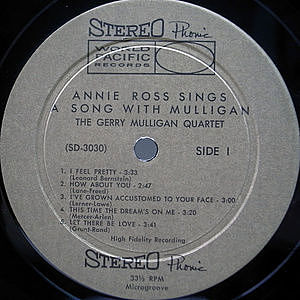 STEREO Phonic
WORLD
PACIFIC
RECORDS
ANNIE ROSS SINGS
A SONG WITH MULLIGAN
THE GERRY MULLIGAN QUARTET
(SD-3030) SIDE 1
1. I FEEL PRETTY - 3:33
(Leonard Bernstein)
2. HOW ABOUT YOU - 2:47
(Lane-Freed)
3. I'VE GROWN ACCUSTOMED TO YOUR FACE - 3:00
(Lerner-Lowe)
4. THIS TIME THE DREAM'S ON ME - 3:20
(Mercer-Arlen)
5. LET THERE BE LOVE - 2:41
(Grant-Rand)
High Fidelity Recording
STEREO Phonic
33⅓ RPM
Microgroove